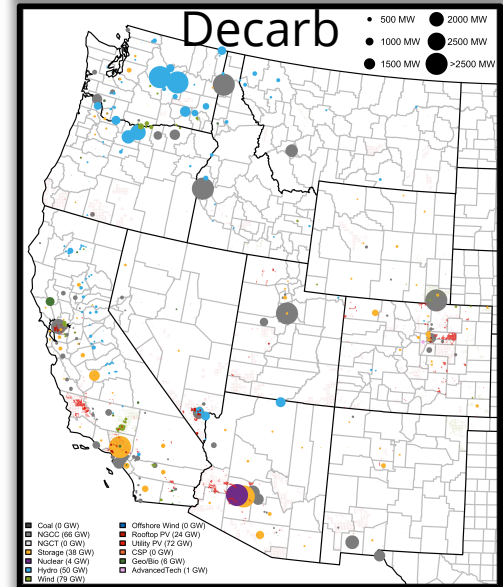 Decarb
500 MW
1000 MW
1500 MW
2000 MW
2500 MW
>2500 MW
Coal (0 GW)
NGCC (66 GW)
NGCT (0 GW)
Storage (38 GW)
Nuclear (4 GW)
Hydro (50 GW)
Wind (79 GW)
Offshore Wind (0 GW)
Rooftop PV (24 GW)
Utility PV (72 GW)
CSP (0 GW)
Geo/Bio (6 GW)
AdvancedTech (1 GW)